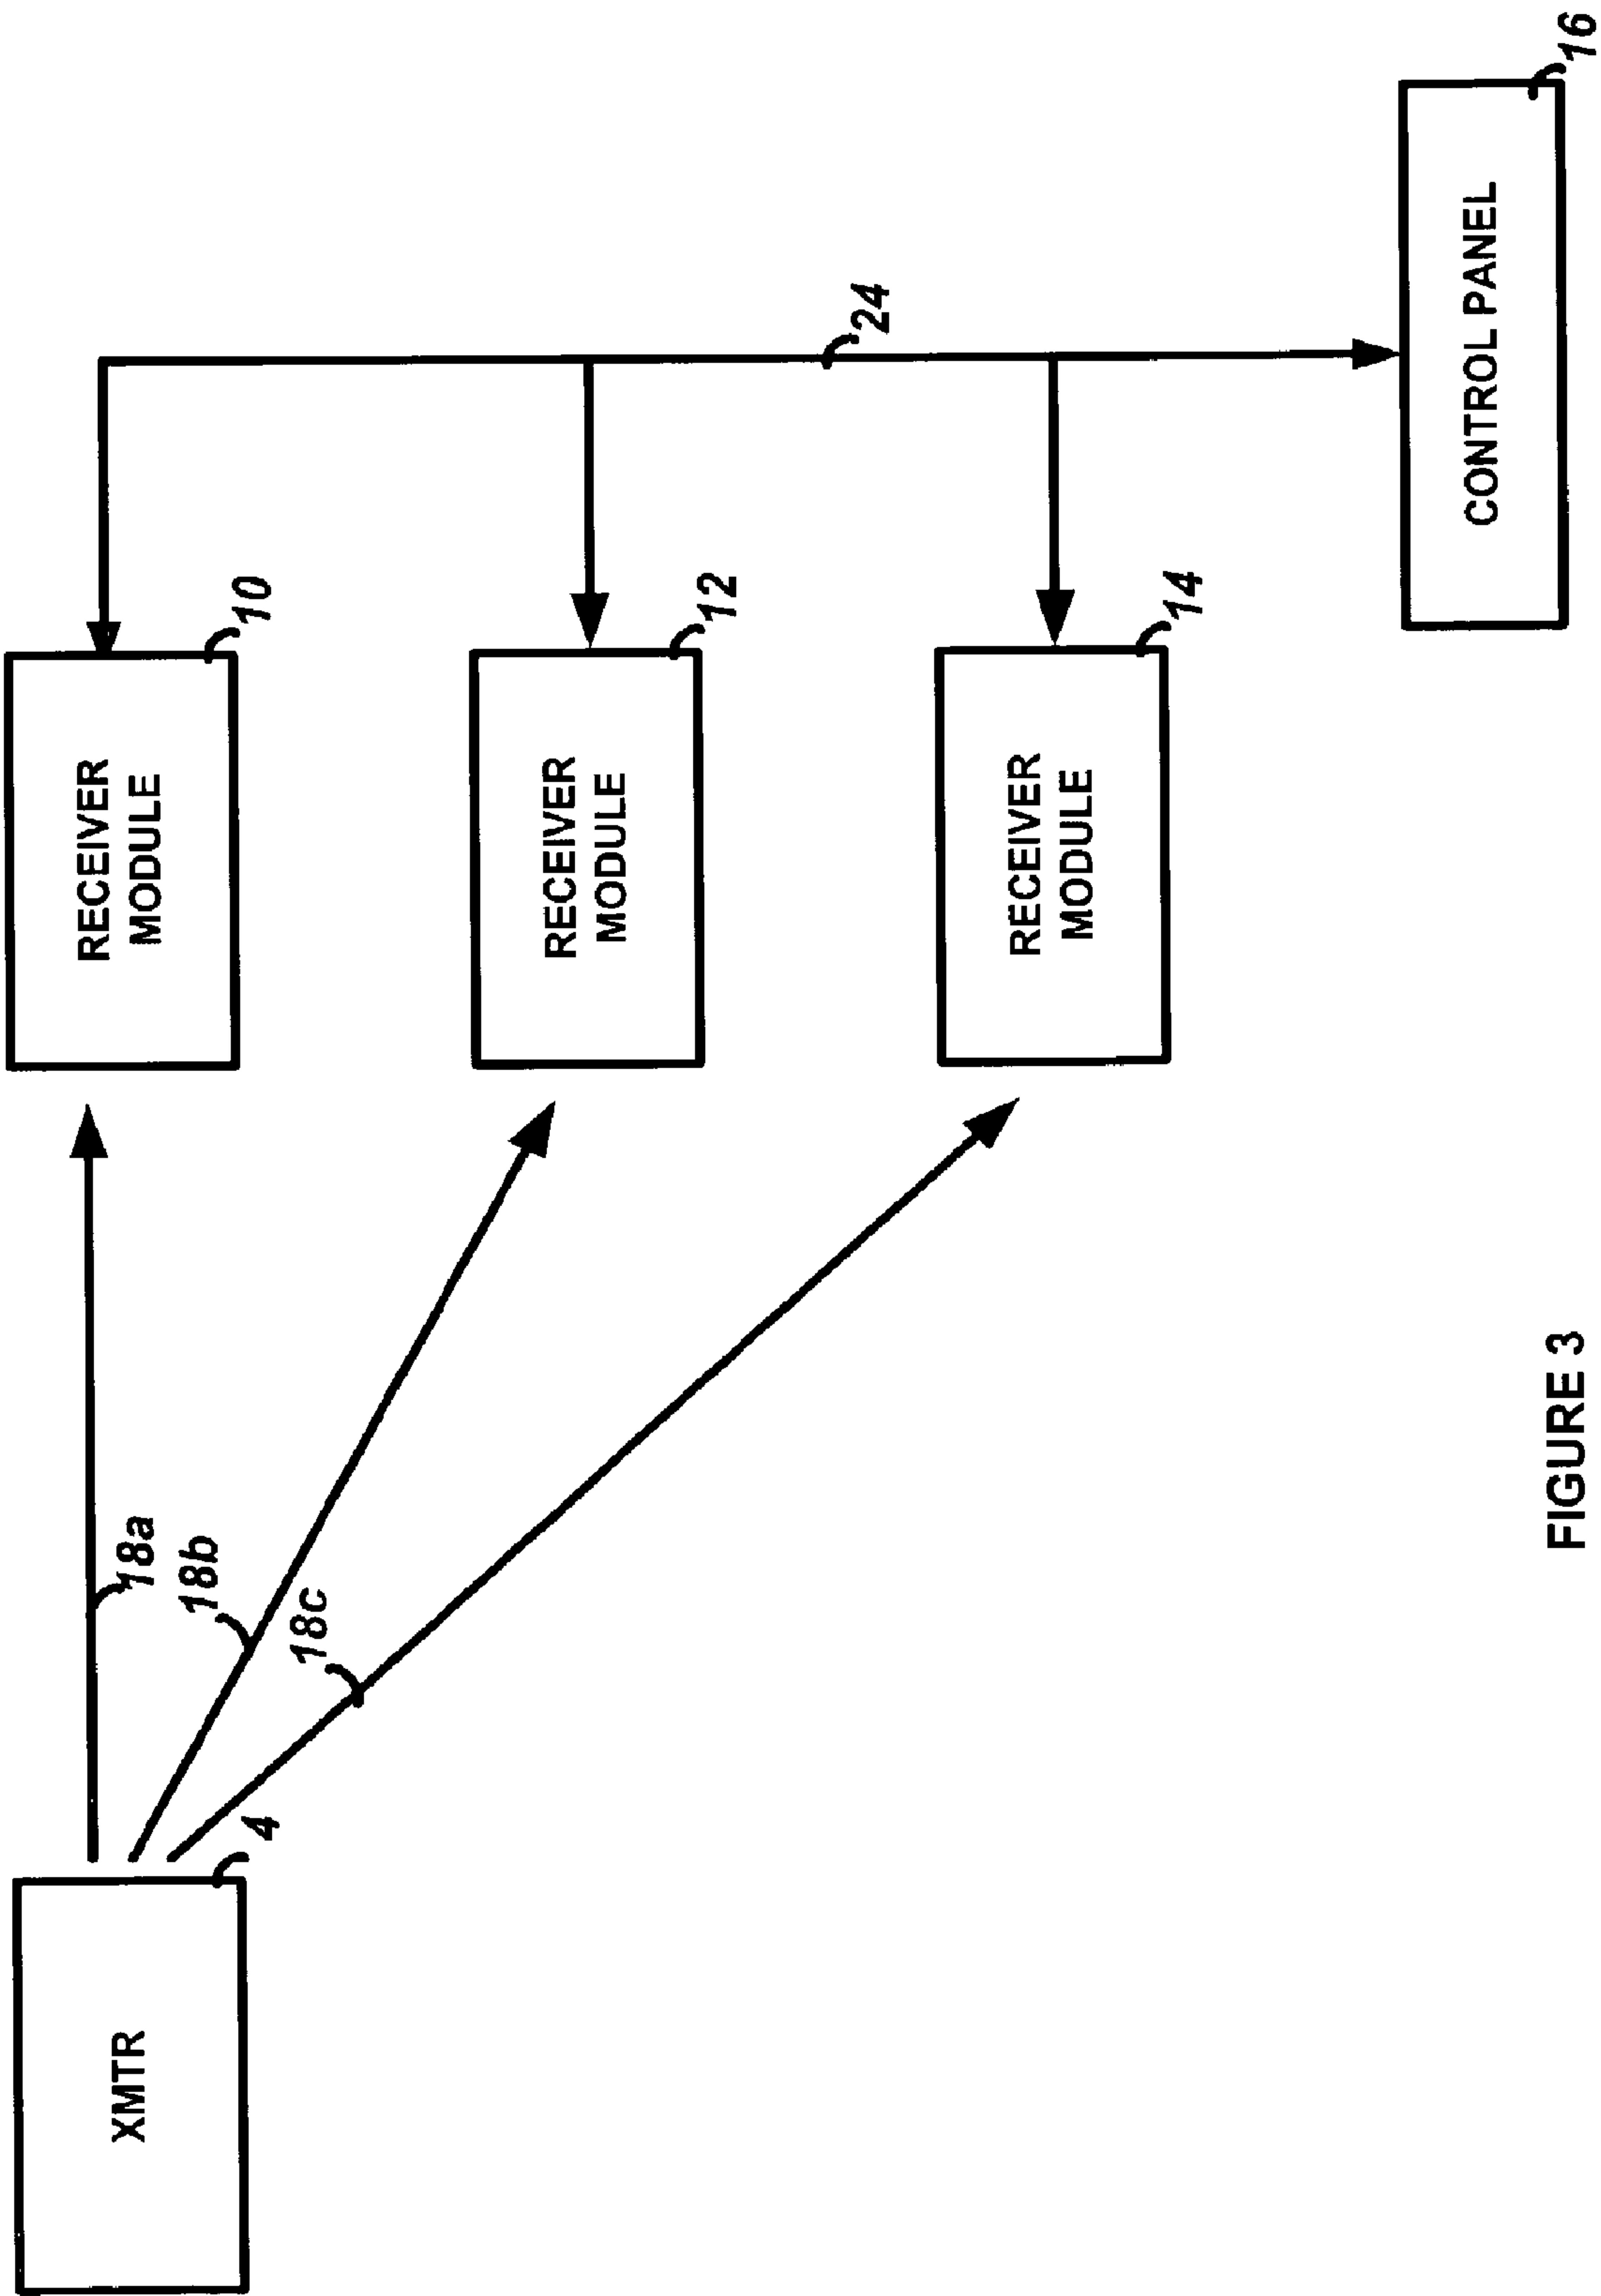 XMTR
4
18a
18b
18c
RECEIVER
MODULE
10
RECEIVER
MODULE
12
RECEIVER
MODULE
14
24
CONTROL PANEL
16
FIGURE 3